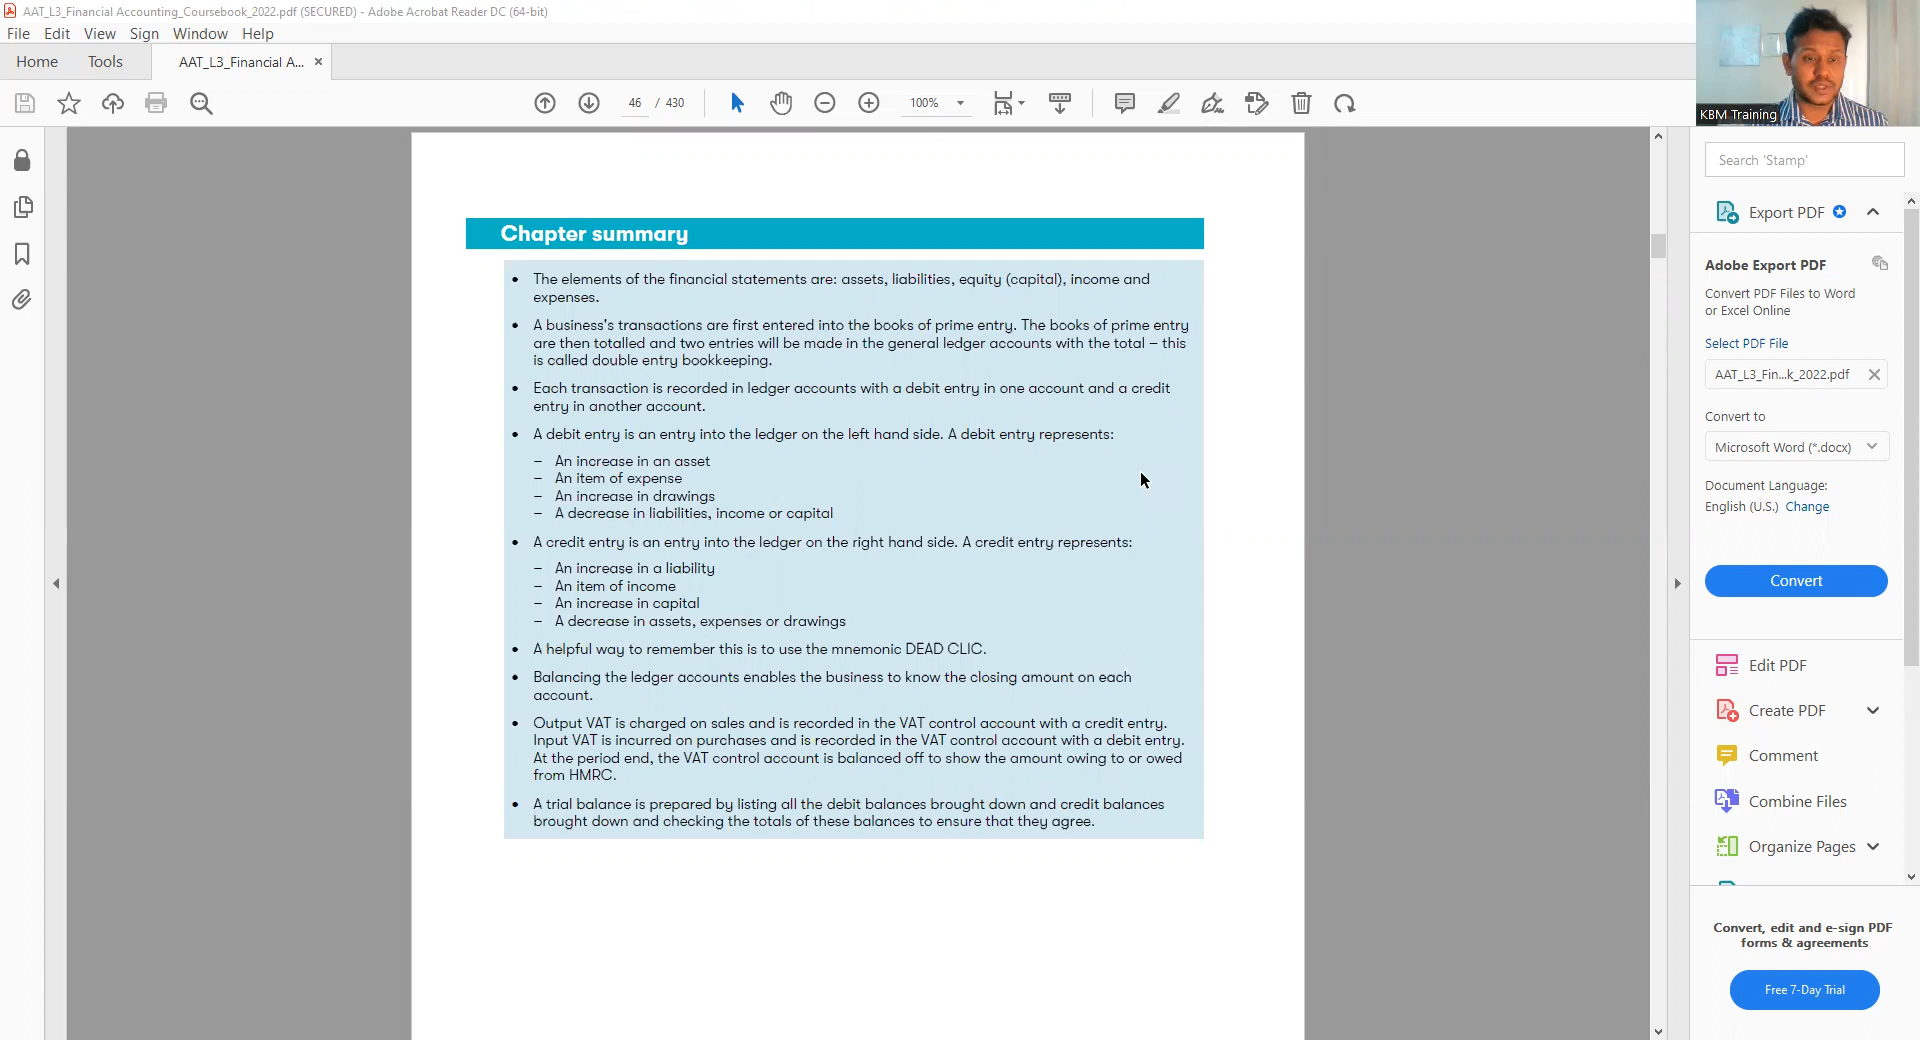 AAT_L3_Financial Accounting_Coursebook_2022.pdf (SECURED) - Adobe Acrobat Reader DC (64-bit)
File Edit View Sign Window Help
Home Tools AAT_L3_Financial A... ×
46 / 430 100%
KBM Training
Search 'Stamp'
Export PDF
Adobe Export PDF
Convert PDF Files to Word
or Excel Online
Select PDF File
AAT_L3_Fin...k_2022.pdf
Convert to
Microsoft Word (*.docx)
Document Language:
English (U.S.) Change
Convert
Edit PDF
Create PDF
Comment
Combine Files
Organize Pages
Convert, edit and e-sign PDF
forms & agreements
Free 7-Day Trial
Chapter summary
• The elements of the financial statements are: assets, liabilities, equity (capital), income and
expenses.
• A business's transactions are first entered into the books of prime entry. The books of prime entry
are then totalled and two entries will be made in the general ledger accounts with the total – this
is called double entry bookkeeping.
• Each transaction is recorded in ledger accounts with a debit entry in one account and a credit
entry in another account.
• A debit entry is an entry into the ledger on the left hand side. A debit entry represents:
– An increase in an asset
– An item of expense
– An increase in drawings
– A decrease in liabilities, income or capital
• A credit entry is an entry into the ledger on the right hand side. A credit entry represents:
– An increase in a liability
– An item of income
– An increase in capital
– A decrease in assets, expenses or drawings
• A helpful way to remember this is to use the mnemonic DEAD CLIC.
• Balancing the ledger accounts enables the business to know the closing amount on each
account.
• Output VAT is charged on sales and is recorded in the VAT control account with a credit entry.
Input VAT is incurred on purchases and is recorded in the VAT control account with a debit entry.
At the period end, the VAT control account is balanced off to show the amount owing to or owed
from HMRC.
• A trial balance is prepared by listing all the debit balances brought down and credit balances
brought down and checking the totals of these balances to ensure that they agree.